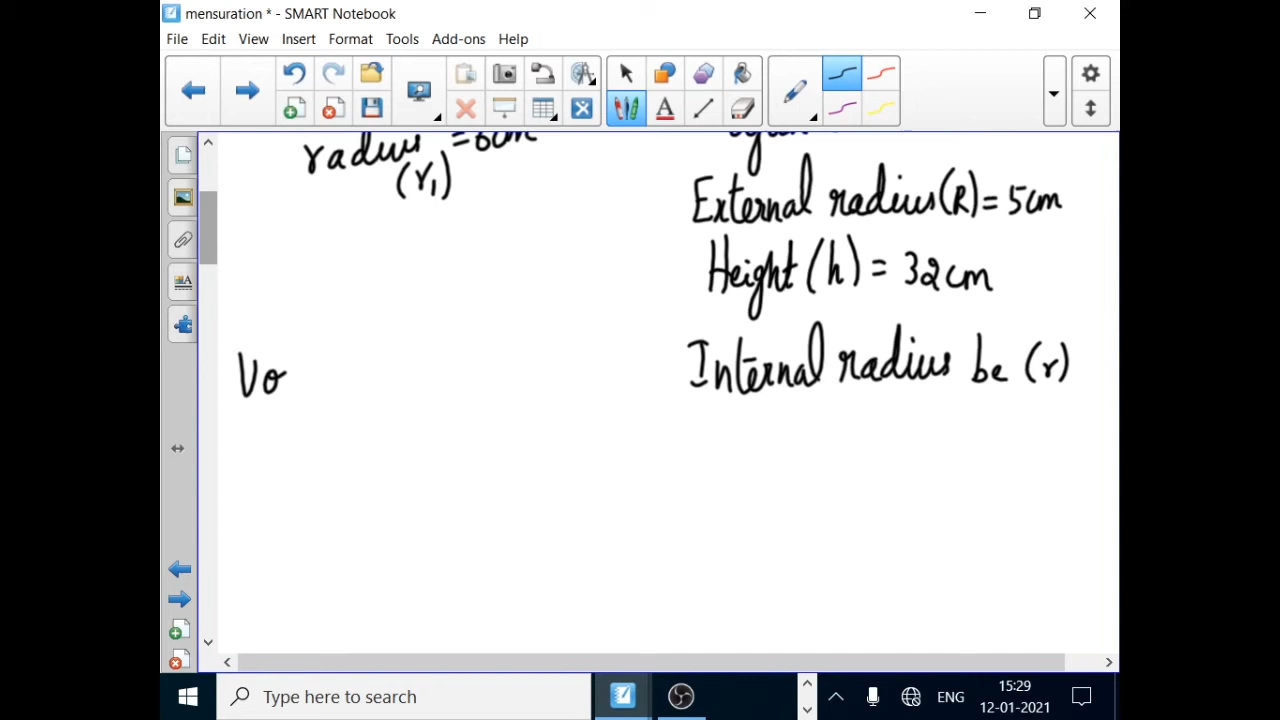 mensuration * - SMART Notebook
File Edit View Insert Format Tools Add-ons Help
radius = 6cm
(r₁)
External radius (R) = 5cm
Height (h) = 32cm
Internal radius be (r)
Vo
Type here to search
ENG
15:29
12-01-2021